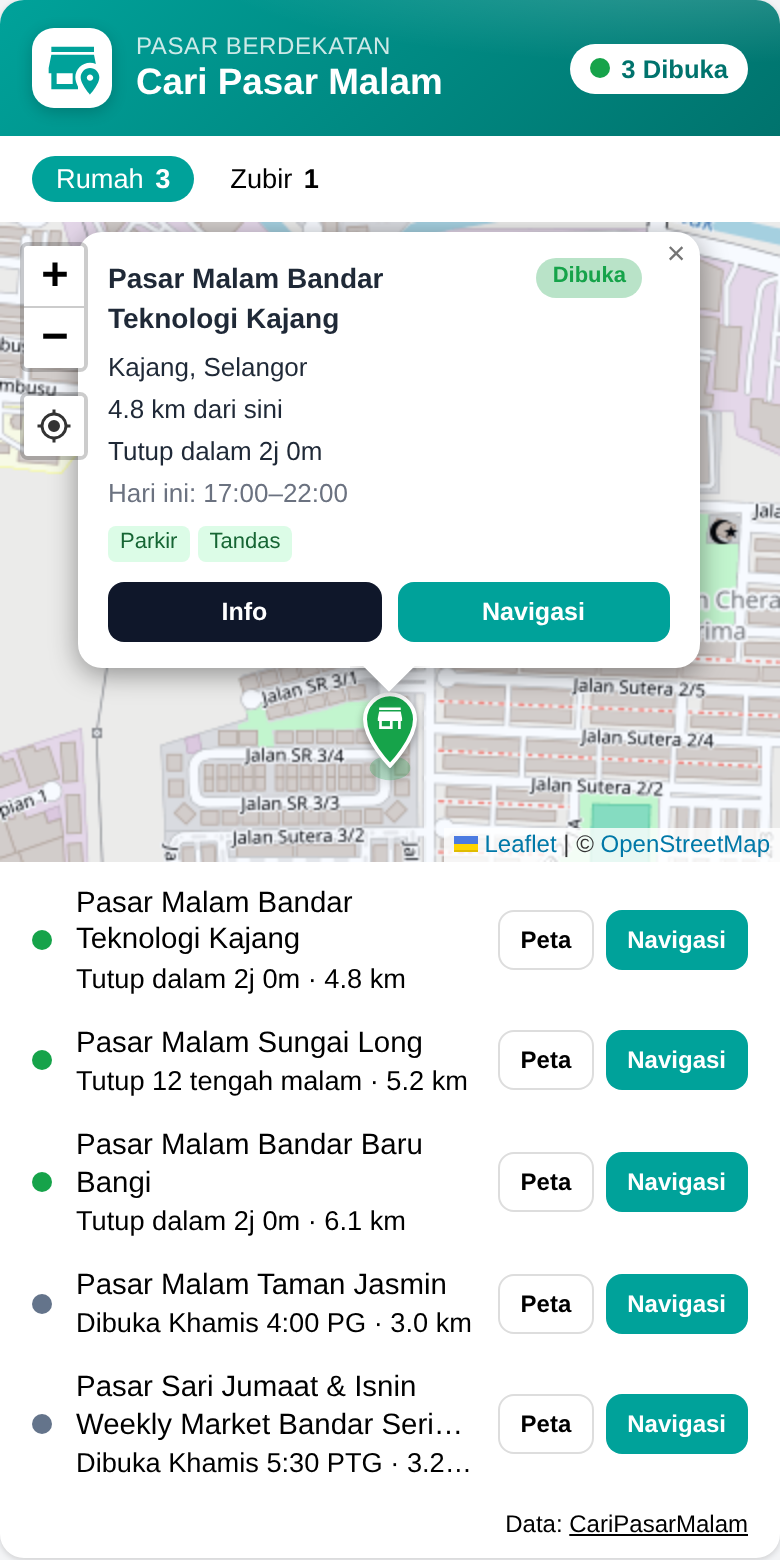 PASAR BERDEKATAN
Cari Pasar Malam
3 Dibuka
Rumah 3
Zubir 1
+
−
Pasar Malam Bandar
Teknologi Kajang
Dibuka
×
Kajang, Selangor
4.8 km dari sini
Tutup dalam 2j 0m
Hari ini: 17:00–22:00
Parkir
Tandas
Info
Navigasi
mbusu
Jala
n Chera
rima
Jalan SR 3/1
Jalan Sutera 2/5
Jalan SR 3/4
Jalan Sutera 2/4
Jalan SR 3/3
Jalan Sutera 2/2
pian 1
Jalan Sutera 3/2
Leaflet | © OpenStreetMap
Pasar Malam Bandar
Teknologi Kajang
Tutup dalam 2j 0m · 4.8 km
Peta
Navigasi
Pasar Malam Sungai Long
Tutup 12 tengah malam · 5.2 km
Peta
Navigasi
Pasar Malam Bandar Baru
Bangi
Tutup dalam 2j 0m · 6.1 km
Peta
Navigasi
Pasar Malam Taman Jasmin
Dibuka Khamis 4:00 PG · 3.0 km
Peta
Navigasi
Pasar Sari Jumaat & Isnin
Weekly Market Bandar Seri…
Dibuka Khamis 5:30 PTG · 3.2…
Peta
Navigasi
Data: CariPasarMalam